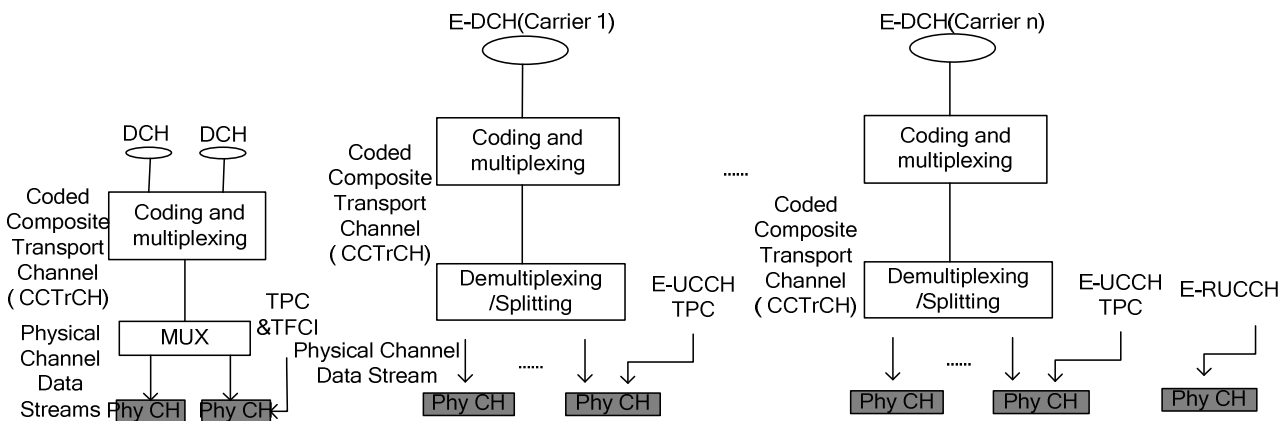 DCH
DCH
Coded
Composite
Transport
Channel
( CCTrCH)
Coding and
multiplexing
MUX
TPC
&TFCI
Physical
Channel
Data
Streams
Phy CH
Phy CH
E-DCH(Carrier 1)
Coded
Composite
Transport
Channel
( CCTrCH)
Coding and
multiplexing
Demultiplexing
/Splitting
E-UCCH
TPC
Physical Channel
Data Stream
......
Phy CH
Phy CH
......
E-DCH(Carrier n)
Coded
Composite
Transport
Channel
( CCTrCH)
Coding and
multiplexing
Demultiplexing
/Splitting
E-UCCH
TPC
......
Phy CH
Phy CH
E-RUCCH
Phy CH